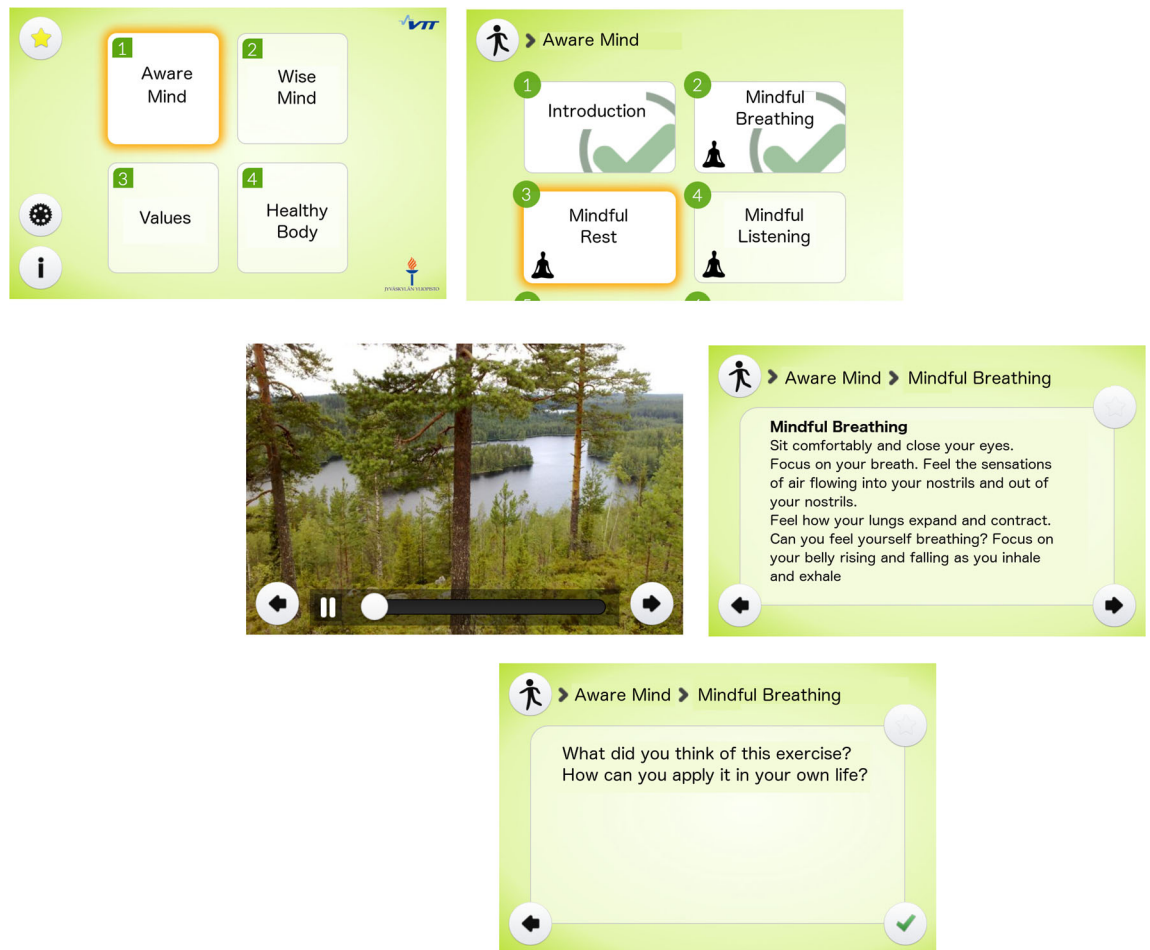 VTT
1
Aware
Mind
2
Wise
Mind
3
Values
4
Healthy
Body
i
JYVÄSKYLÄN YLIOPISTO
Aware Mind
1
Introduction
2
Mindful
Breathing
3
Mindful
Rest
4
Mindful
Listening
Aware Mind Mindful Breathing
Mindful Breathing
Sit comfortably and close your eyes.
Focus on your breath. Feel the sensations
of air flowing into your nostrils and out of
your nostrils.
Feel how your lungs expand and contract.
Can you feel yourself breathing? Focus on
your belly rising and falling as you inhale
and exhale
Aware Mind Mindful Breathing
What did you think of this exercise?
How can you apply it in your own life?